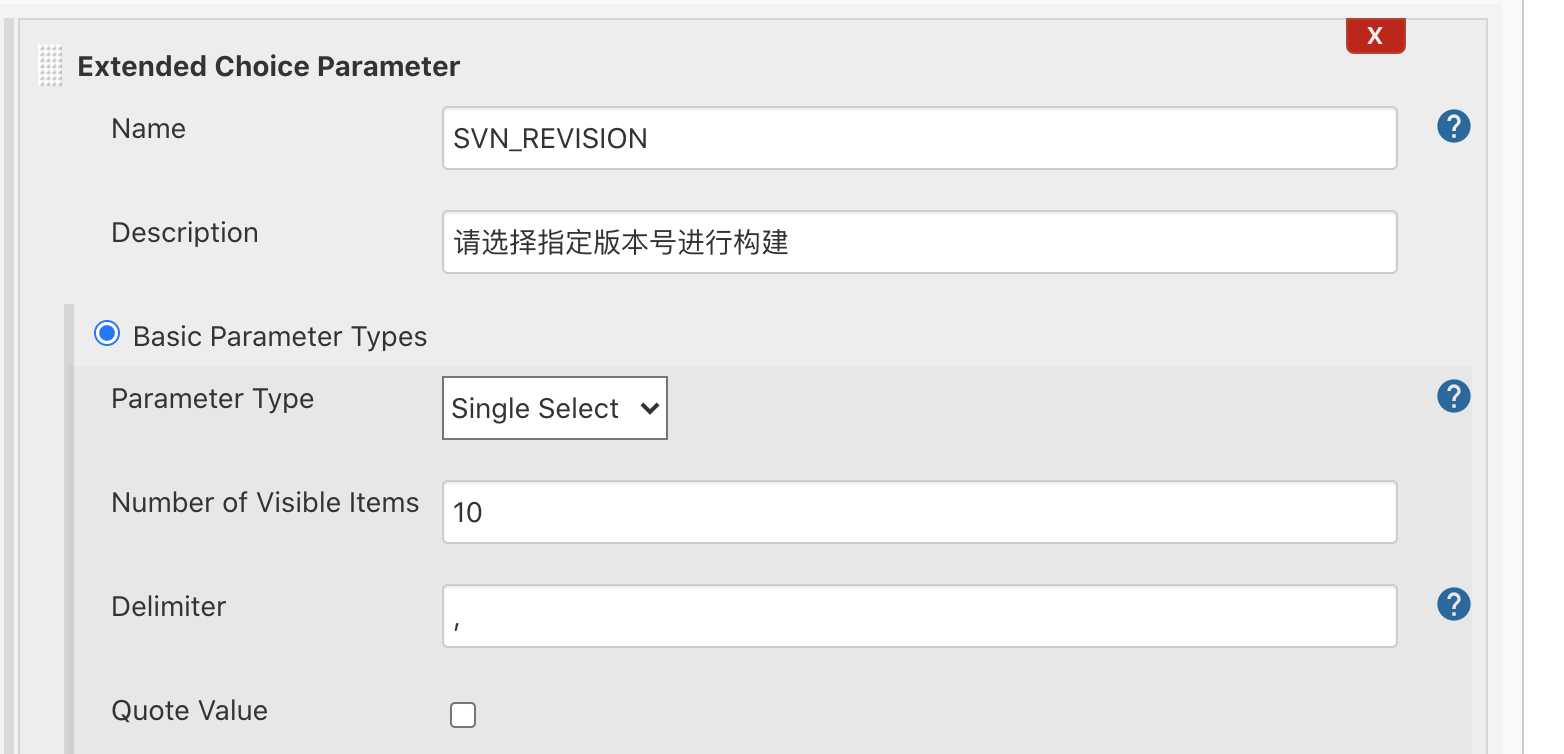 X
Extended Choice Parameter
Name
SVN_REVISION
?
Description
请选择指定版本号进行构建
Basic Parameter Types
Parameter Type
Single Select
?
Number of Visible Items
10
Delimiter
,
?
Quote Value